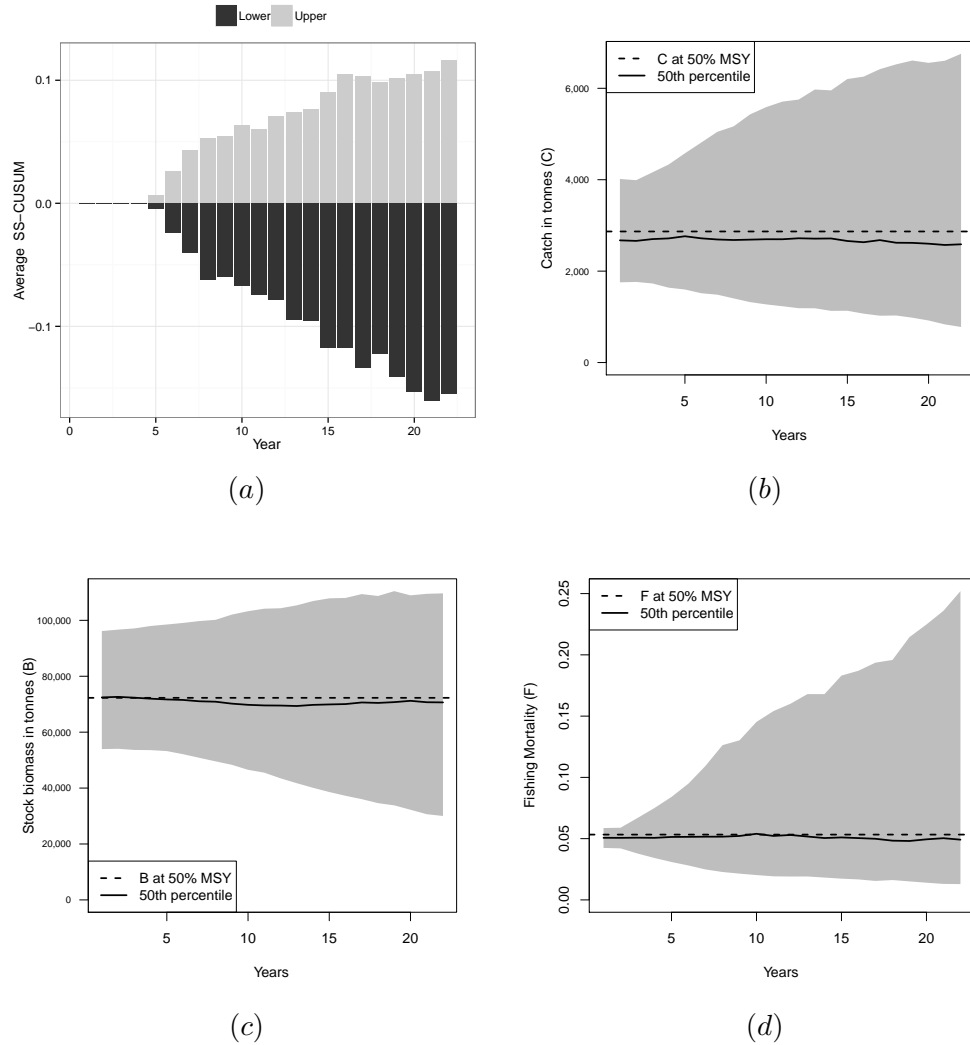 Lower Upper
Average SS−CUSUM
0.1
0.0
−0.1
0 5 10 15 20
Year
(a)
C at 50% MSY
50th percentile
Catch in tonnes (C)
6,000
4,000
2,000
0
5 10 15 20
Years
(b)
Stock biomass in tonnes (B)
100,000
80,000
60,000
40,000
20,000
0
B at 50% MSY
50th percentile
5 10 15 20
Years
(c)
F at 50% MSY
50th percentile
Fishing Mortality (F)
0.25
0.20
0.15
0.10
0.05
0.00
5 10 15 20
Years
(d)